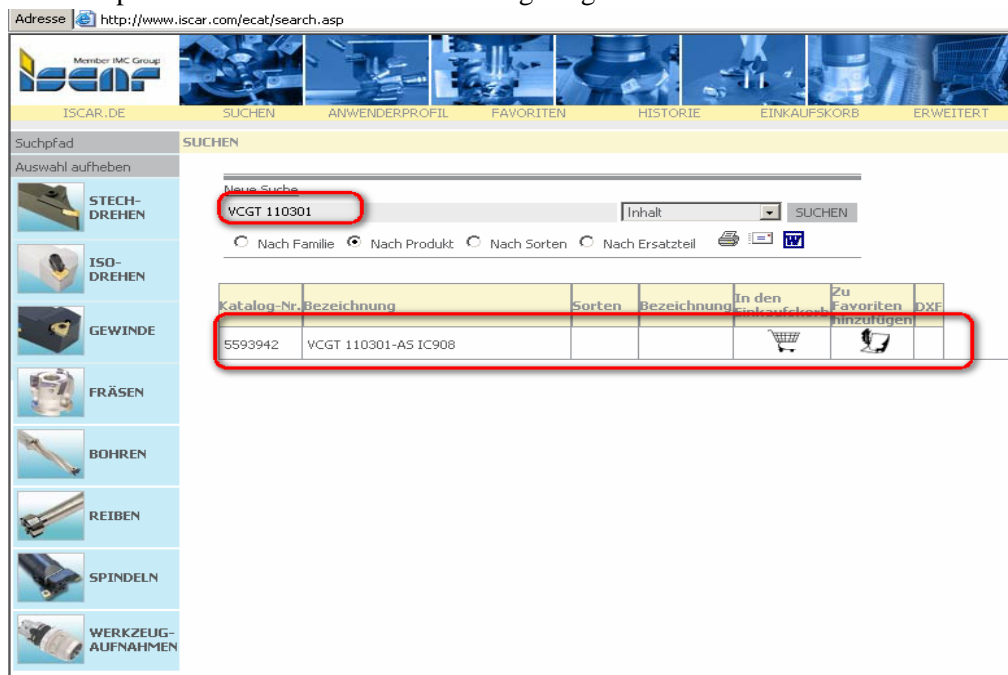 Adresse http://www.iscar.com/ecat/search.asp
Member IMC Group
iscar
ISCAR.DE SUCHEN ANWENDERPROFIL FAVORITEN HISTORIE EINKAUFSKORB ERWEITERT
Suchpfad
SUCHEN
Auswahl aufheben
STECH-
DREHEN
ISO-
DREHEN
GEWINDE
FRÄSEN
BOHREN
REIBEN
SPINDELN
WERKZEUG-
AUFNAHMEN
Neue Suche
VCGT 110301 Inhalt SUCHEN
Nach Familie Nach Produkt Nach Sorten Nach Ersatzteil
Katalog-Nr. Bezeichnung Sorten Bezeichnung In den Einkaufskorb Zu Favoriten hinzufügen DXF
5593942 VCGT 110301-AS IC908